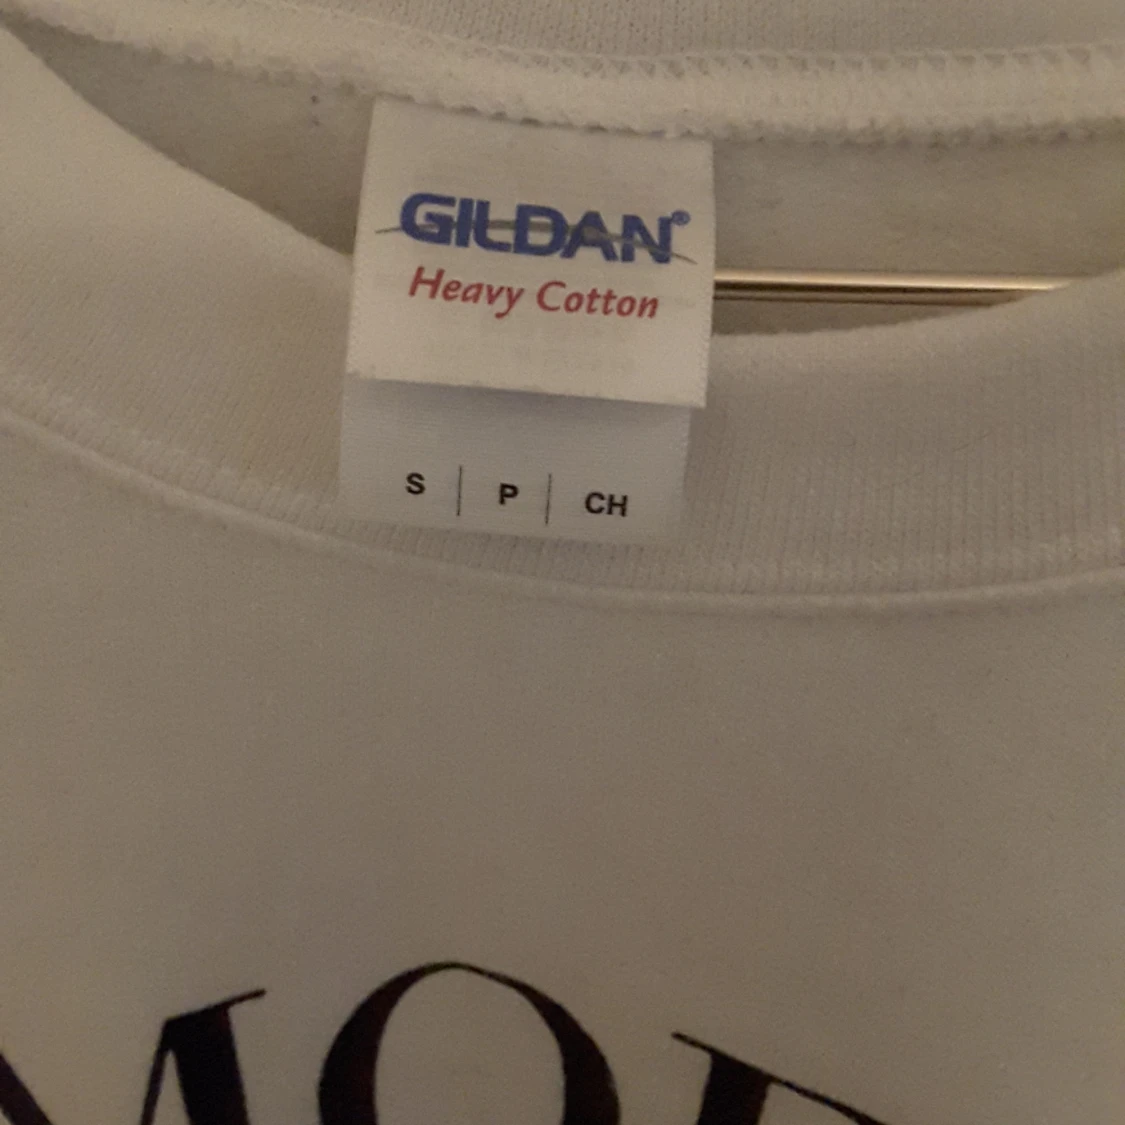 GILDAN®
Heavy Cotton
S | P | CH